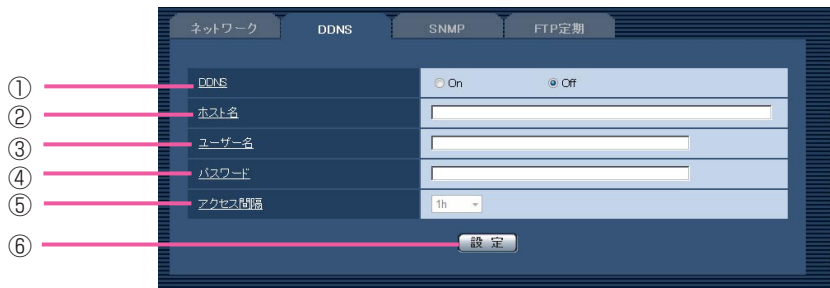 ネットワーク DDNS SNMP FTP定期
① DDNS On Off
② ホスト名
③ ユーザー名
④ パスワード
⑤ アクセス間隔 1h
⑥ 設定